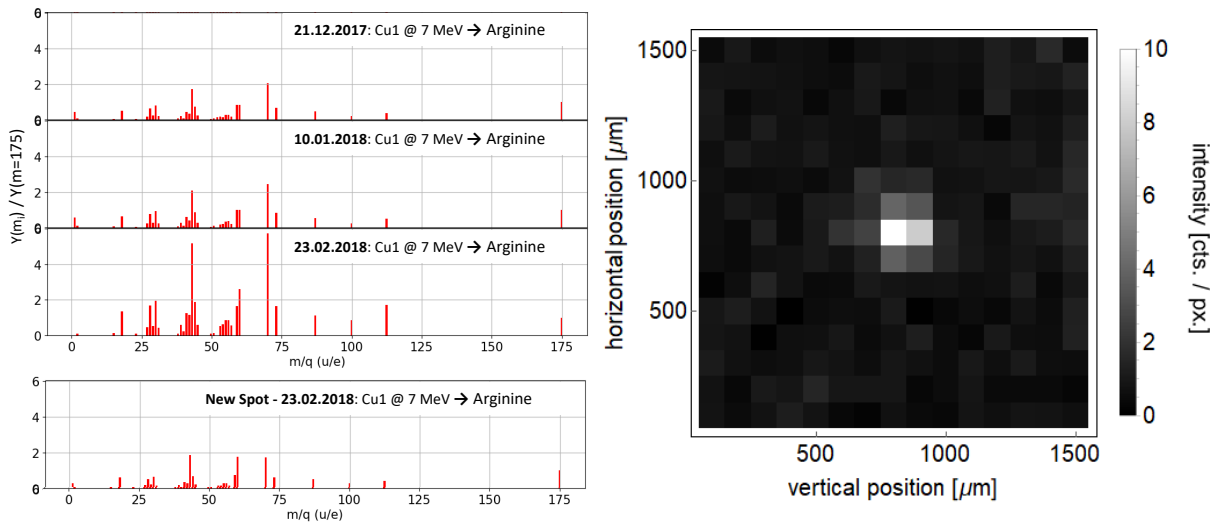 6
21.12.2017: Cu1 @ 7 MeV → Arginine
4
2
0
6
10.01.2018: Cu1 @ 7 MeV → Arginine
4
2
0
6
23.02.2018: Cu1 @ 7 MeV → Arginine
4
2
0
Y(mᵢ) / Y(m=175)
0 25 50 75 100 125 150 175
m/q (u/e)
6
New Spot - 23.02.2018: Cu1 @ 7 MeV → Arginine
4
2
0
0 25 50 75 100 125 150 175
m/q (u/e)
1500
1000
500
horizontal position [µm]
500 1000 1500
vertical position [µm]
10
8
6
4
2
0
intensity [cts. / px.]